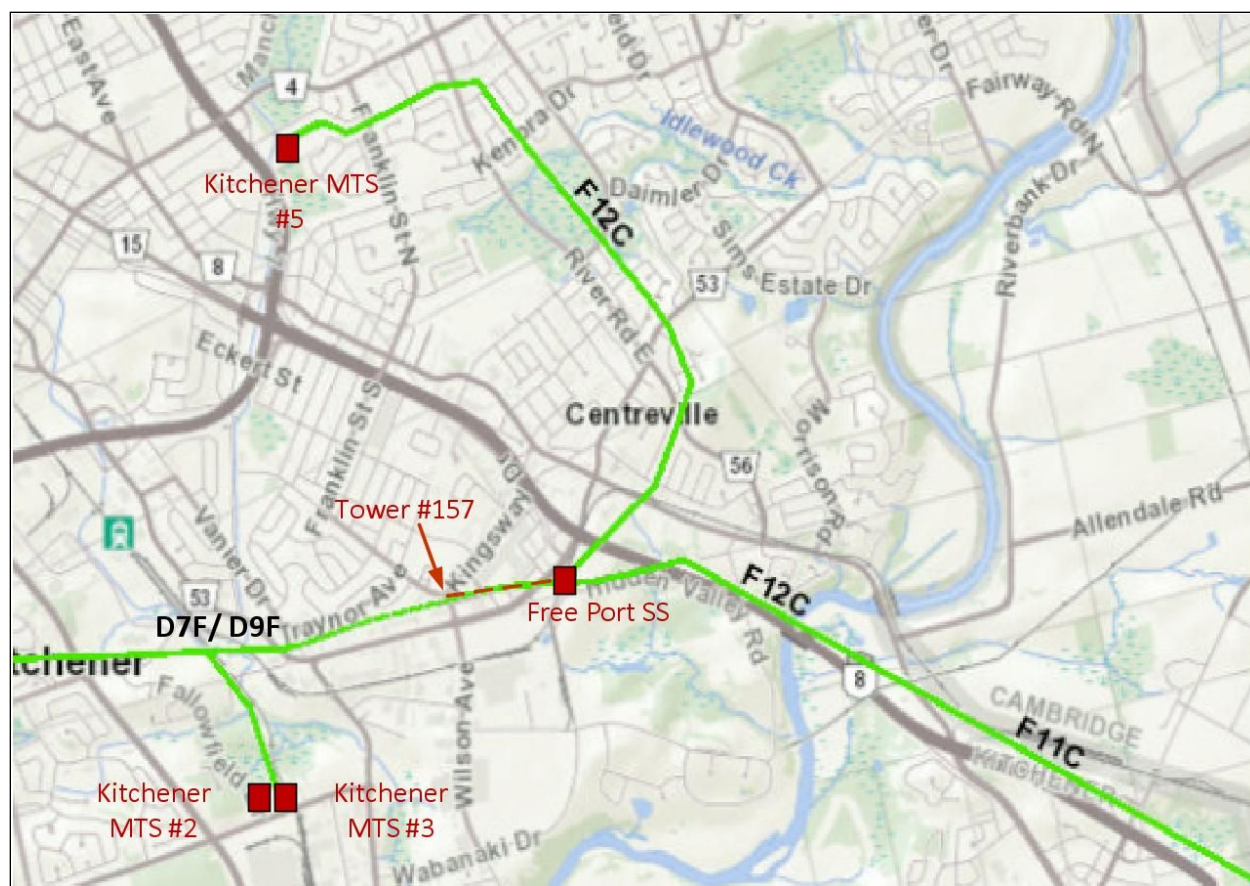 East Ave
4
Franklin St N
Kenora Dr
Fairway Rd N
Idlewood Ck
Daimler Dr
Kitchener MTS
#5
F12C
Riverbank Dr
15
8
Sims Estate Dr
53
River Rd E
Eckert St
Centreville
Franklin St S
Morrison Rd
56
Tower #157
Allendale Rd
Vanier Dr
Kingsway
53
Traynor Ave
Hidden Valley Rd
F12C
Free Port SS
D7F/ D9F
tchener
8
Fallowfield
Wilson Ave
CAMBRIDGE
F11C
KITCHENER
Kitchener
MTS #2
Kitchener
MTS #3
Wabanaki Dr